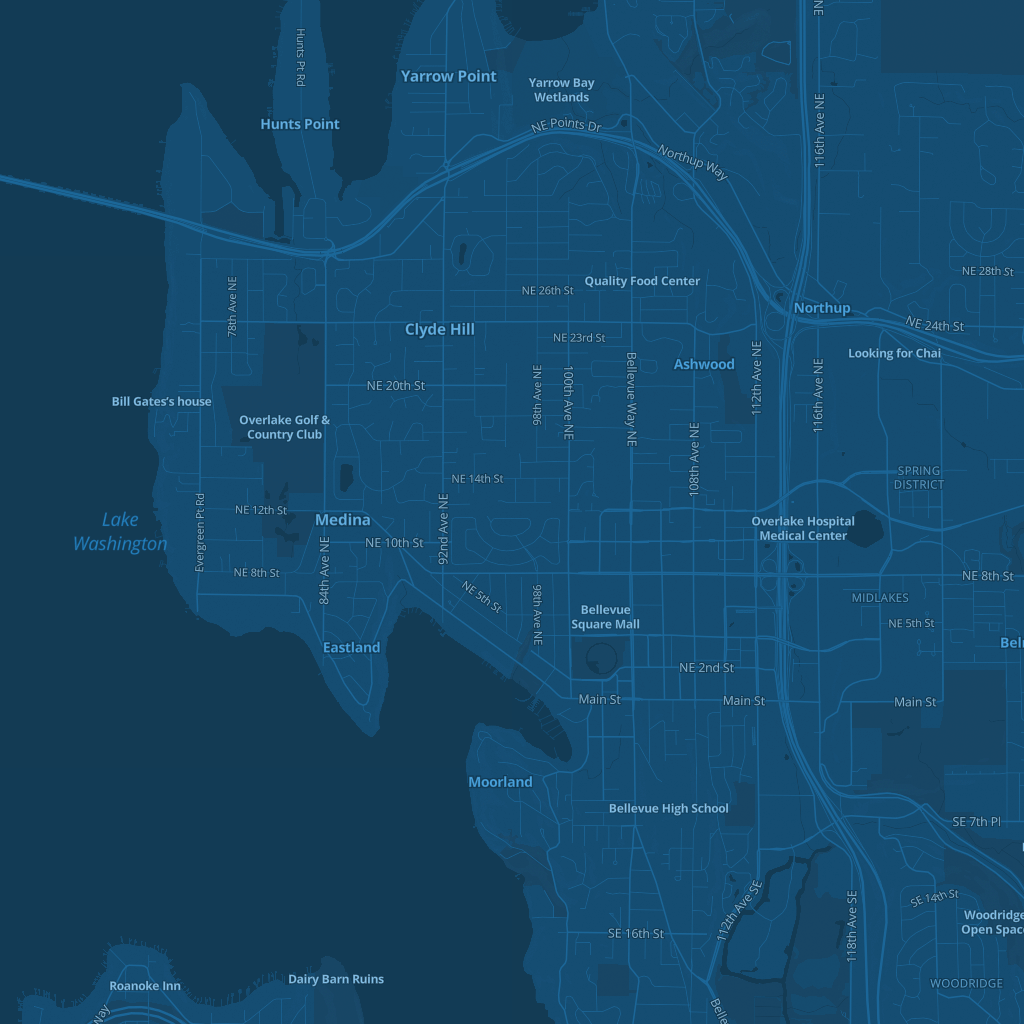 NE
Hunts Pt Rd
Yarrow Point
Yarrow Bay
Wetlands
Hunts Point
NE Points Dr
116th Ave NE
Northup Way
NE 28th St
Quality Food Center
NE 26th St
78th Ave NE
Northup
NE 24th St
Clyde Hill
NE 23rd St
Looking for Chai
Ashwood
112th Ave NE
116th Ave NE
NE 20th St
98th Ave NE
100th Ave NE
Bellevue Way NE
Bill Gates’s house
Overlake Golf &
Country Club
108th Ave NE
NE 14th St
SPRING
DISTRICT
NE 12th St
Lake
Washington
Evergreen Pt Rd
Medina
92nd Ave NE
Overlake Hospital
Medical Center
NE 10th St
84th Ave NE
NE 8th St
NE 8th St
NE 5th St
98th Ave NE
Bellevue
Square Mall
MIDLAKES
NE 5th St
Eastland
Bel
NE 2nd St
Main St
Main St
Main St
Moorland
Bellevue High School
SE 7th Pl
112th Ave SE
118th Ave SE
SE 14th St
Woodridge
Open Spac
SE 16th St
Roanoke Inn
Dairy Barn Ruins
WOODRIDGE
Way
Belle